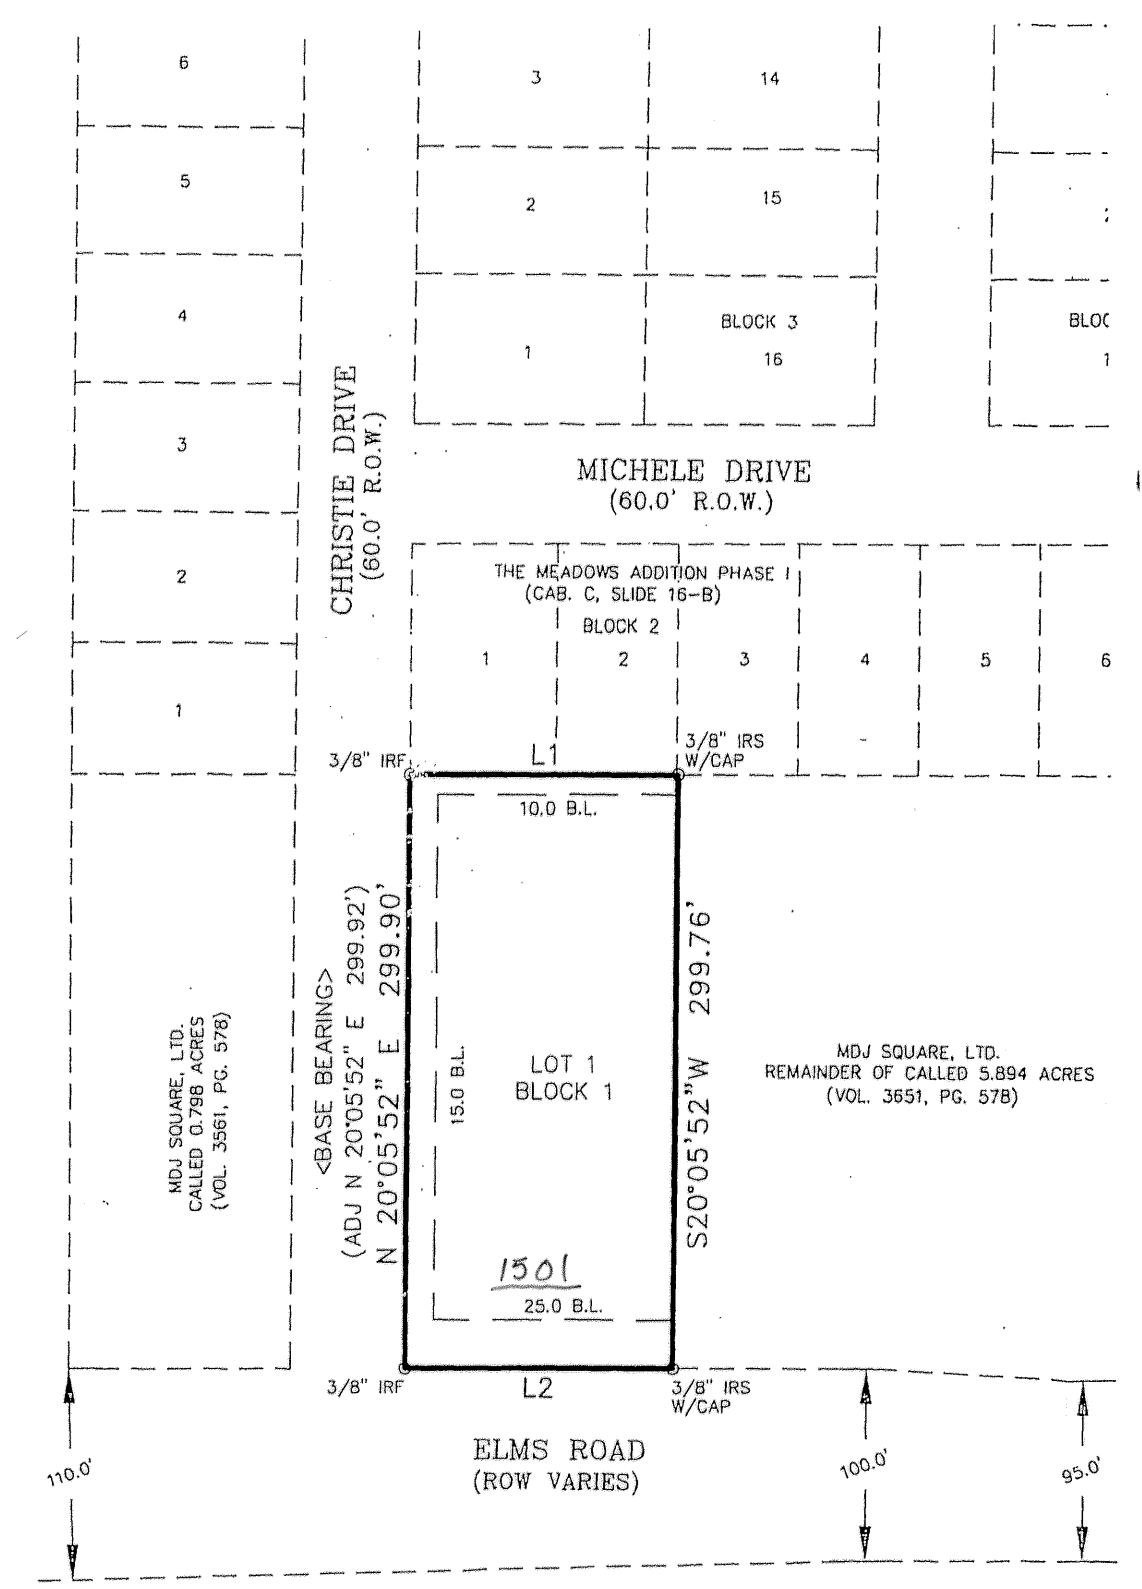 6
5
4
3
2
1
3
14
2
15
1
BLOCK 3
16
BLOC
1
CHRISTIE DRIVE
(60.0' R.O.W.)
MICHELE DRIVE
(60.0' R.O.W.)
THE MEADOWS ADDITION PHASE I
(CAB. C, SLIDE 16-B)
BLOCK 2
1
2
3
4
5
6
3/8" IRF
L1
3/8" IRS
W/CAP
10.0 B.L.
<BASE BEARING>
(ADJ N 20°05'52" E 299.92')
N 20°05'52" E 299.90'
15.0 B.L.
LOT 1
BLOCK 1
S20°05'52"W 299.76'
MDJ SQUARE, LTD.
CALLED 0.798 ACRES
(VOL. 3561, PG. 578)
MDJ SQUARE, LTD.
REMAINDER OF CALLED 5.894 ACRES
(VOL. 3651, PG. 578)
1501
25.0 B.L.
3/8" IRF
L2
3/8" IRS
W/CAP
ELMS ROAD
(ROW VARIES)
110.0'
100.0'
95.0'